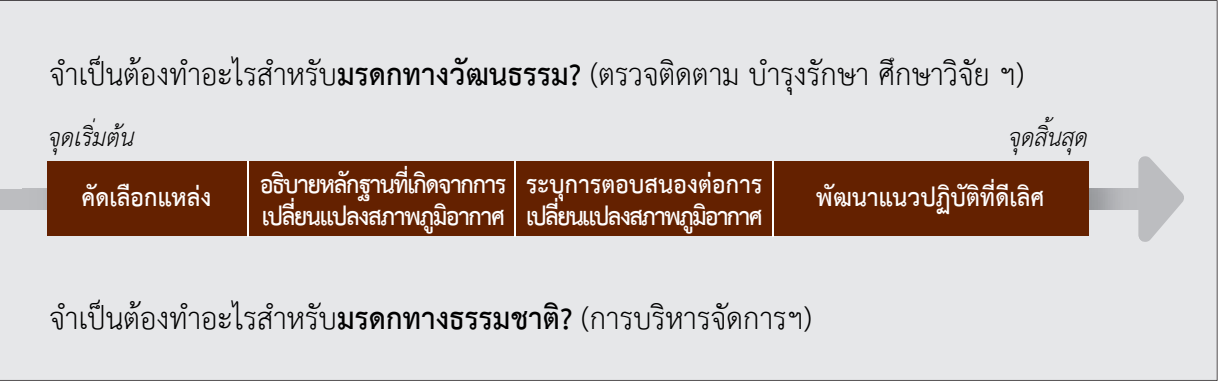 จำเป็นต้องทำอะไรสำหรับมรดกทางวัฒนธรรม? (ตรวจติดตาม บำรุงรักษา ศึกษาวิจัย ฯ)
จุดเริ่มต้น
จุดสิ้นสุด
คัดเลือกแหล่ง
อธิบายหลักฐานที่เกิดจากการ
เปลี่ยนแปลงสภาพภูมิอากาศ
ระบุการตอบสนองต่อการ
เปลี่ยนแปลงสภาพภูมิอากาศ
พัฒนาแนวปฏิบัติที่ดีเลิศ
จำเป็นต้องทำอะไรสำหรับมรดกทางธรรมชาติ? (การบริหารจัดการฯ)